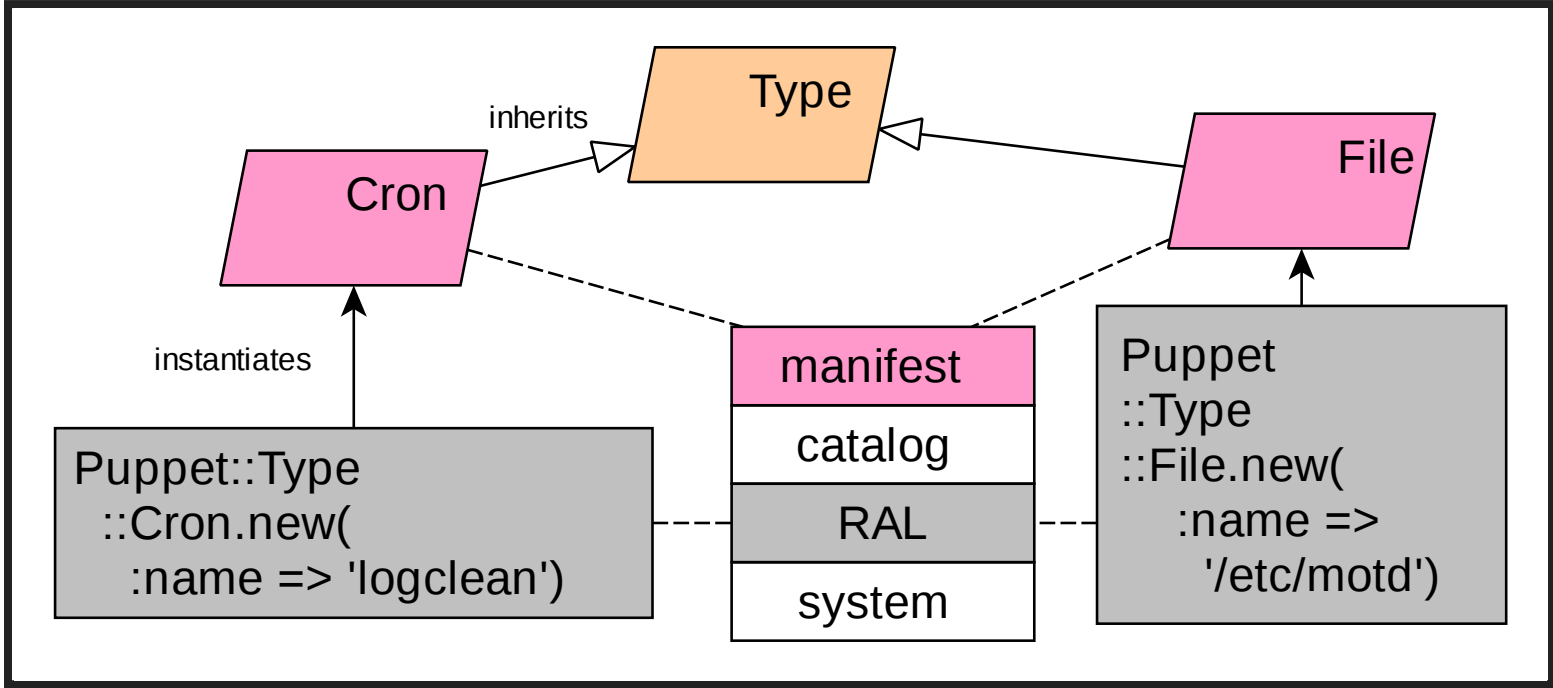 Type
inherits
File
Cron
instantiates
manifest
catalog
RAL
system
Puppet::Type
::Cron.new(
:name => 'logclean')
Puppet
::Type
::File.new(
:name =>
'/etc/motd')